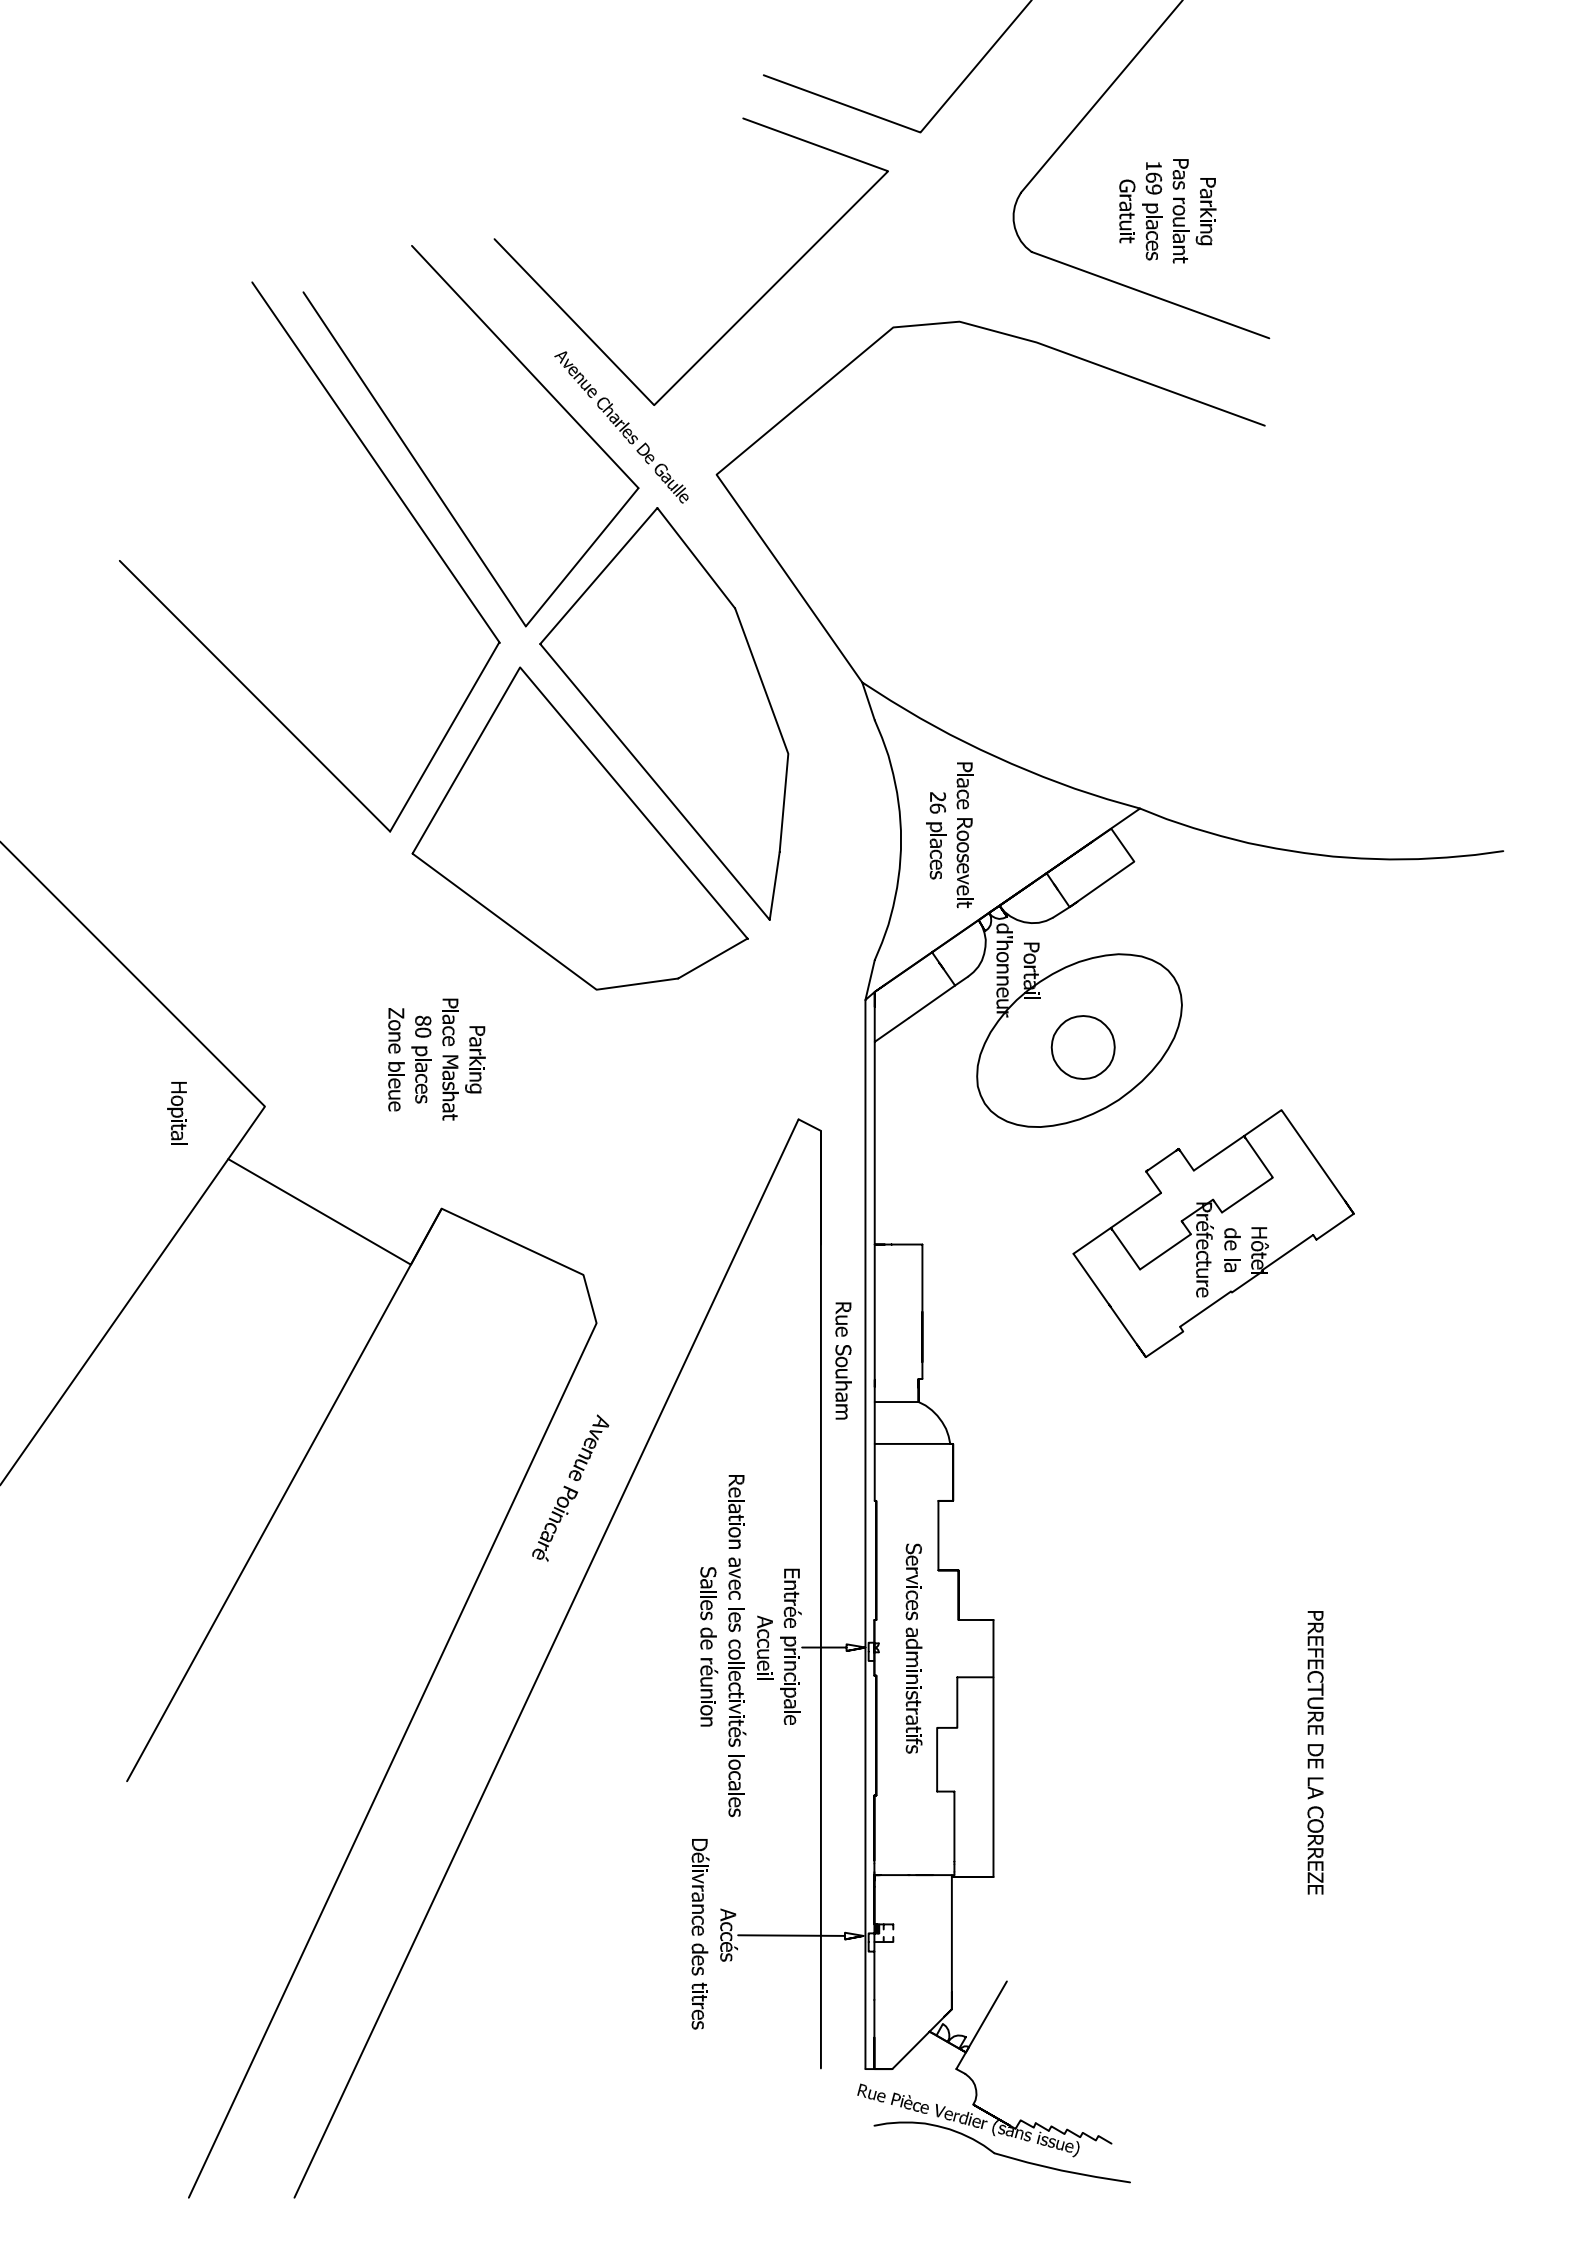 PREFECTURE DE LA CORREZE
Parking
Pas roulant
169 places
Gratuit
Avenue Charles De Gaulle
Place Roosevelt
26 places
Portail
d'honneur
Hôtel
de la
Préfecture
Parking
Place Mashat
80 places
Zone bleue
Hopital
Rue Souham
Avenue Poincaré
Services administratifs
Entrée principale
Accueil
Relation avec les collectivités locales
Salles de réunion
Accés
Délivrance des titres
Rue Pièce Verdier (sans issue)